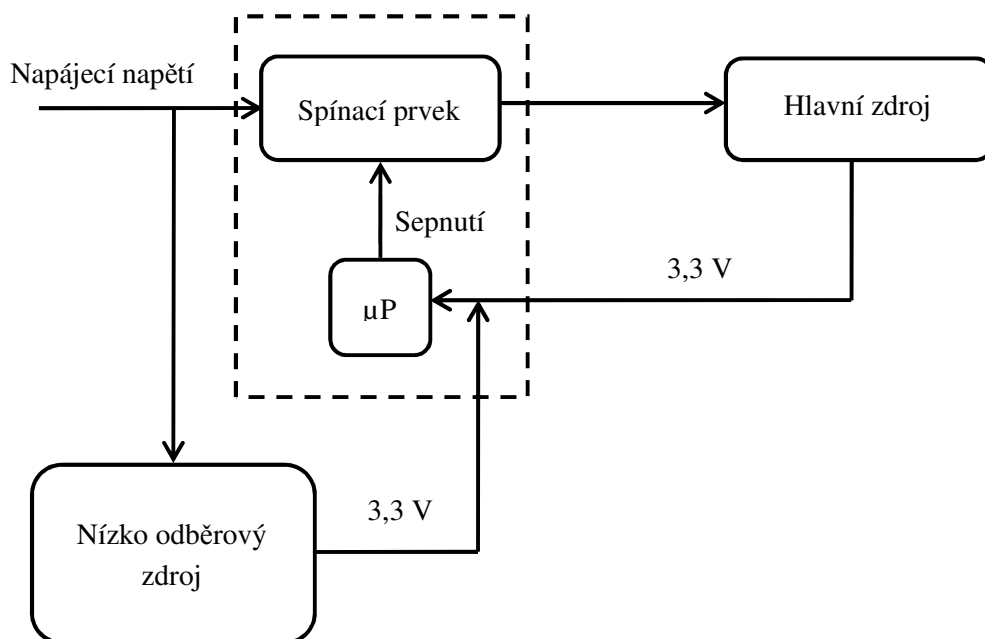 Napájecí napětí
Spínací prvek
Hlavní zdroj
Sepnutí
3,3 V
µP
3,3 V
Nízko odběrový
zdroj